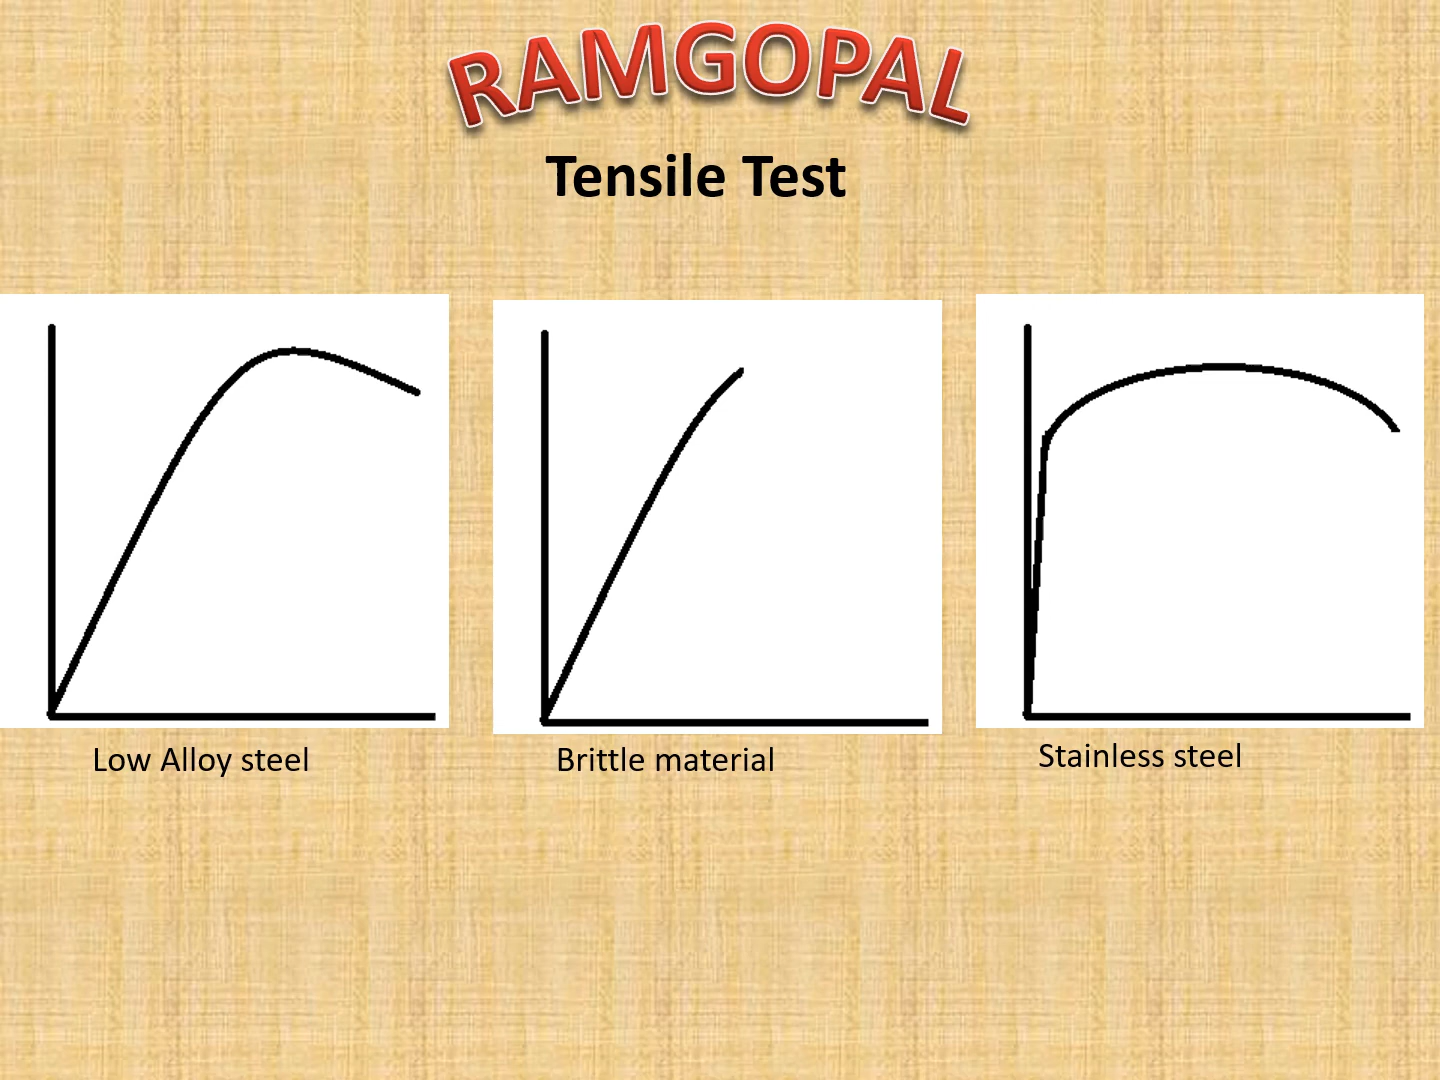 RAMGOPAL
Tensile Test
Low Alloy steel
Brittle material
Stainless steel